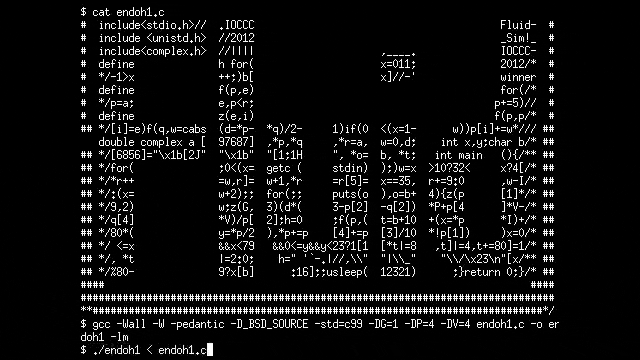 $ cat endoh1.c
#  include<stdio.h>//  .IOCCC                                         Fluid-  #
#  include <unistd.h>  //2012                                         _Sim!_  #
#  include<complex.h>  //||||                     ,____.              IOCCC-  #
#  define              h for(                     x=011;              2012/*  #
#  */-1>x              ++;)b[                     x]//-'              winner  #
#  define              f(p,e)                                         for(/*  #
#  */p=a;              e,p<r;                                        p+=5)//  #
#  define              z(e,i)                                        f(p,p/*  #
## */[i]=e)f(q,w=cabs  (d=*p-  *q)/2-     1)if(0  <(x=1-      w))p[i]+=w*/// ##
   double complex a [  97687]  ,*p,*q     ,*r=a,  w=0,d;    int x,y;char b/* ##
## */[6856]="\x1b[2J"  "\x1b"  "[1;1H     ", *o=  b, *t;   int main   (){/** ##
## */for(              ;0<(x=  getc (     stdin)  );)w=x  >10?32<     x?4[/* ##
## */*r++              =w,r]=  w+1,*r     =r[5]=  x==35,  r+=9:0      ,w-I/* ##
## */:(x=              w+2);;  for(;;     puts(o  ),o=b+  4){z(p      [1]*/* ##
## */9,2)              w;z(G,  3)(d*(     3-p[2]  -q[2])  *P+p[4      ]*V-/* ##
## */q[4]              *V)/p[  2];h=0     ;f(p,(  t=b+10  +(x=*p      *I)+/* ##
## */80*(              y=*p/2  ),*p+=p    [4]+=p  [3]/10  *!p[1])     x)=0/* ##
## */ <=x              &&x<79   &&0<=y&&y<23?1[1  [*t|=8   ,t]|=4,t+=80]=1/* ##
## */, *t              |=2:0;    h=" '`-.|//,\\"  "|\\_"    "\\/\x23\n"[x/** ##
## */%80-              9?x[b]      :16];;usleep(  12321)      ;}return 0;}/* ##
####                                                                       ####
###############################################################################
**###########################################################################*/
$ gcc -Wall -W -pedantic -D_BSD_SOURCE -std=c99 -DG=1 -DP=4 -DV=4 endoh1.c -o en
doh1 -lm
$ ./endoh1 < endoh1.c